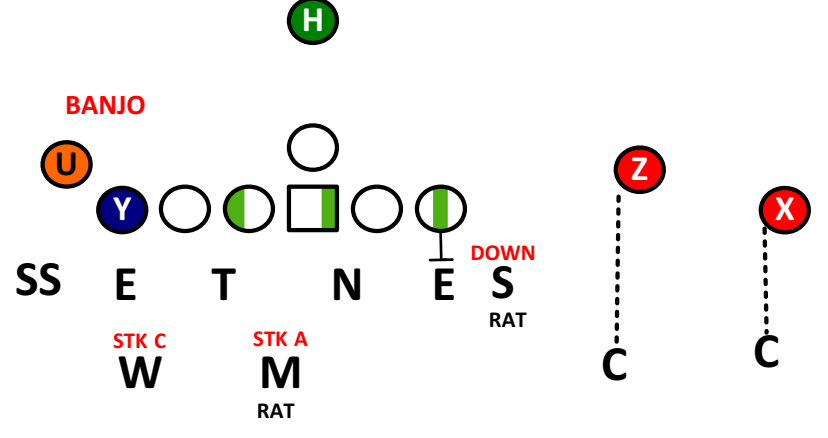 H
BANJO
U
Z
Y
X
DOWN
SS E T N E S
RAT
STK C STK A
W M C C
RAT